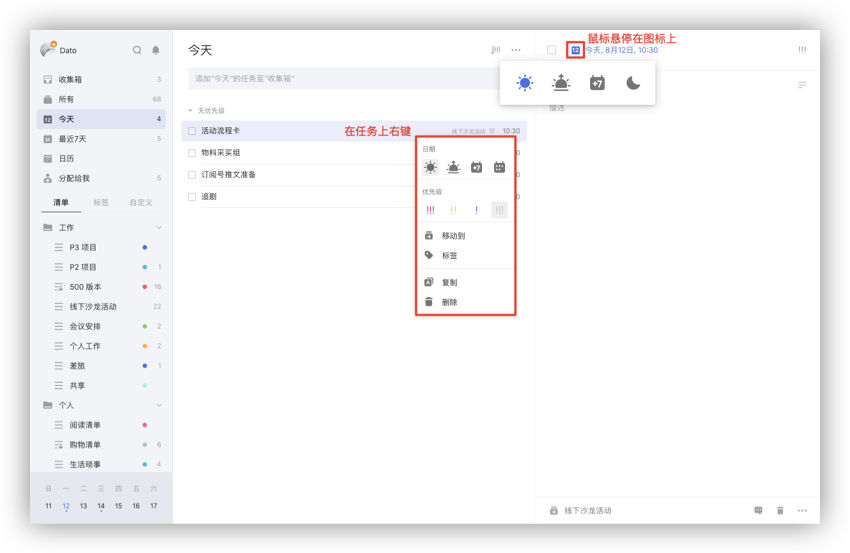 Dato
收集箱 3
所有 68
12 今天 4
最近7天 5
日历
分配给我 5
清单 标签 自定义
工作
P3 项目
P2 项目 1
500 版本 16
线下沙龙活动 22
会议安排 2
个人工作 2
差旅 1
共享
个人
阅读清单
购物清单 6
生活琐事 4
日 一 二 三 四 五 六
11 12 13 14 15 16 17
今天
添加"今天"的任务至"收集箱"
无优先级
活动流程卡 线下沙龙活动 10:30
物料采买组
订阅号推文准备
追剧
在任务上右键
日期
+7
优先级
!!! !! ! !!!
移动到
标签
复制
删除
鼠标悬停在图标上
12 今天, 8月12日, 10:30 !!!
+7
描述
线下沙龙活动